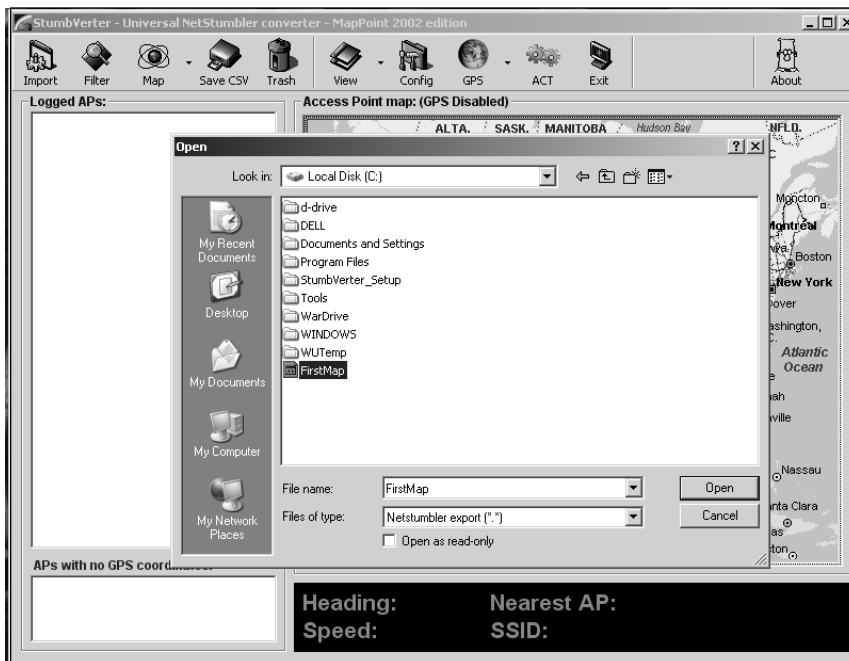 StumbVerter - Universal NetStumbler converter - MapPoint 2002 edition
Import Filter Map Save CSV Trash View Config GPS ACT Exit About
Logged APs:
Access Point map: (GPS Disabled)
ALTA. SASK. MANITOBA Hudson Bay NFLD.
Open
Look in: Local Disk (C:)
My Recent Documents
Desktop
My Documents
My Computer
My Network Places
d-drive
DELL
Documents and Settings
Program Files
StumbVerter_Setup
Tools
WarDrive
WINDOWS
WUTemp
FirstMap
File name: FirstMap Open
Files of type: Netstumbler export (*.*) Cancel
Open as read-only
Moncton
Boston
New York
Atlantic
Ocean
Nassau
APs with no GPS
Heading: Nearest AP:
Speed: SSID: